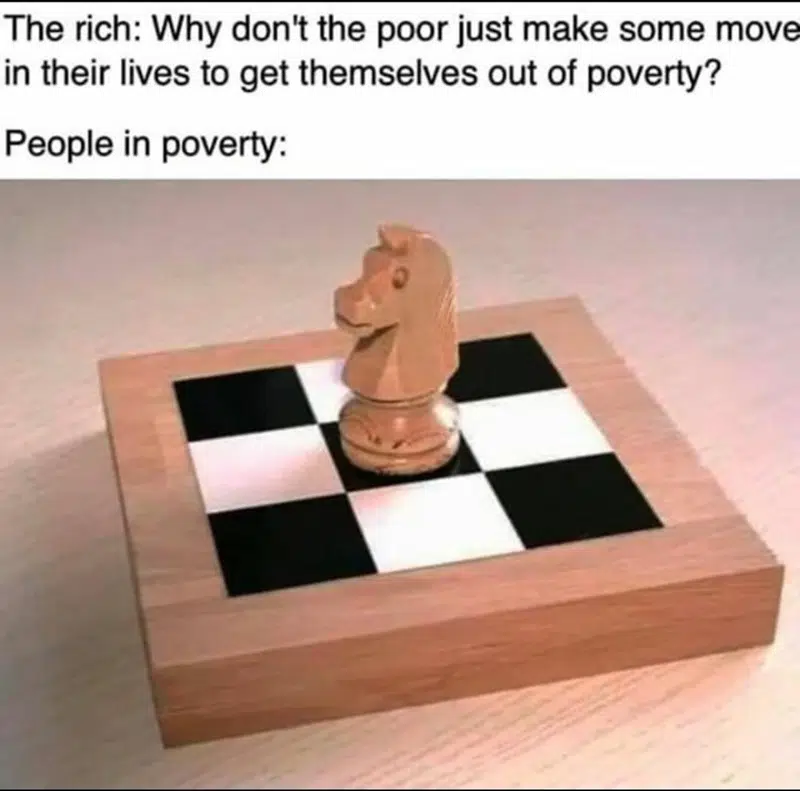 The rich: Why don't the poor just make some move
in their lives to get themselves out of poverty?
People in poverty: